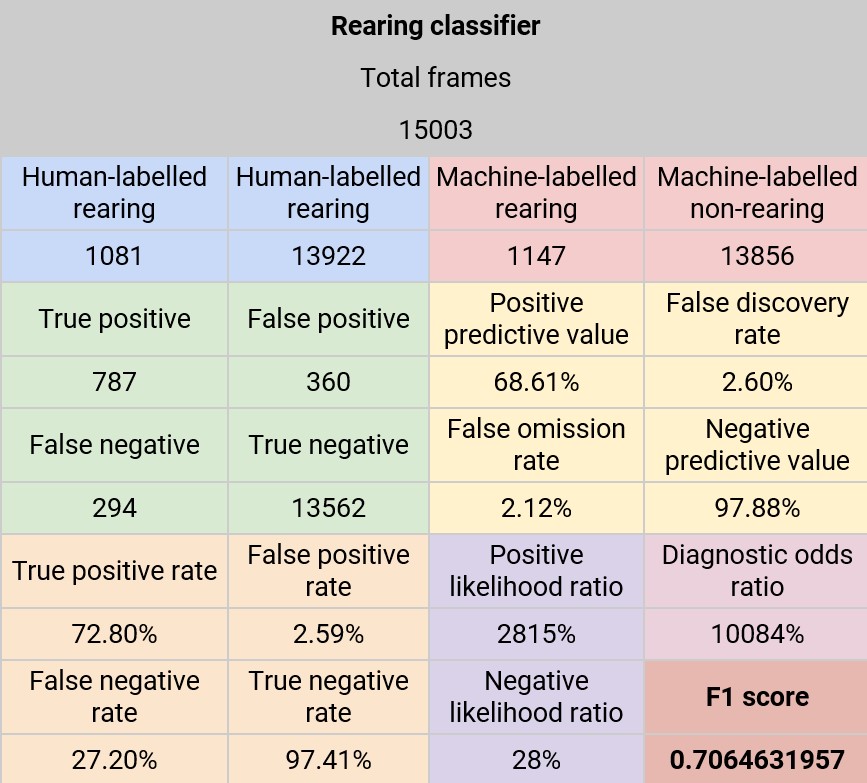 Rearing classifier
Total frames
15003
Human-labelled rearing
Human-labelled rearing
Machine-labelled rearing
Machine-labelled non-rearing
1081
13922
1147
13856
True positive
False positive
Positive predictive value
False discovery rate
787
360
68.61%
2.60%
False negative
True negative
False omission rate
Negative predictive value
294
13562
2.12%
97.88%
True positive rate
False positive rate
Positive likelihood ratio
Diagnostic odds ratio
72.80%
2.59%
2815%
10084%
False negative rate
True negative rate
Negative likelihood ratio
F1 score
27.20%
97.41%
28%
0.7064631957